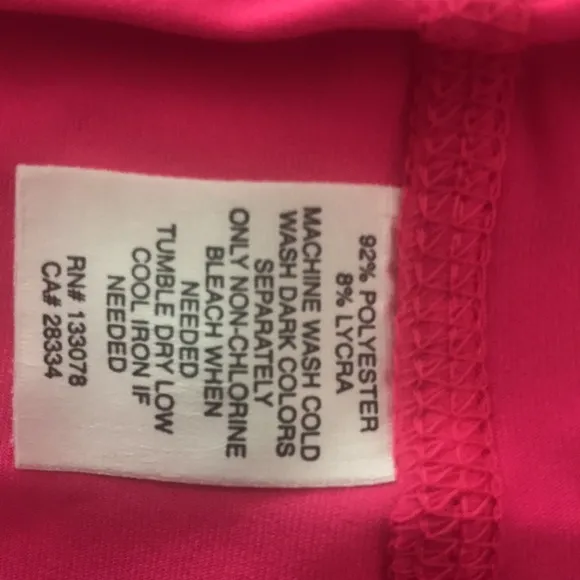 92% POLYESTER
8% LYCRA
MACHINE WASH COLD
WASH DARK COLORS
SEPARATELY
ONLY NON-CHLORINE
BLEACH WHEN
NEEDED
TUMBLE DRY LOW
COOL IRON IF
NEEDED
RN# 133078
CA# 28334